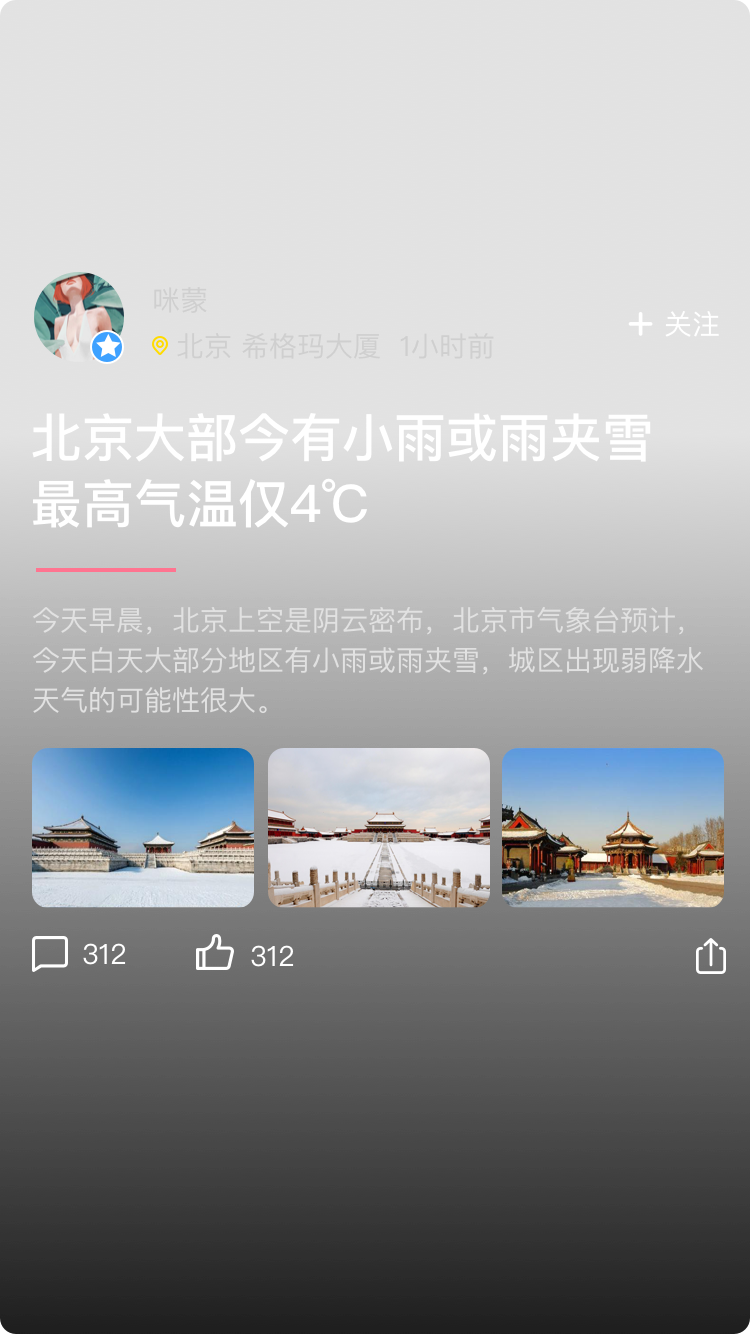 咪蒙
北京 希格玛大厦 1小时前
关注
北京大部今有小雨或雨夹雪
最高气温仅4℃
今天早晨，北京上空是阴云密布，北京市气象台预计，
今天白天大部分地区有小雨或雨夹雪，城区出现弱降水
天气的可能性很大。
312
312